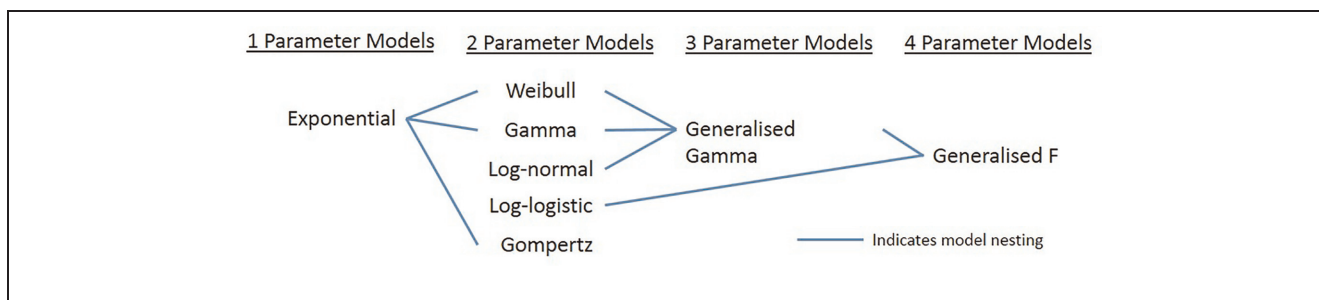 1 Parameter Models 2 Parameter Models 3 Parameter Models 4 Parameter Models
Weibull
Exponential
Gamma
Generalised
Gamma
Generalised F
Log-normal
Log-logistic
Gompertz
Indicates model nesting